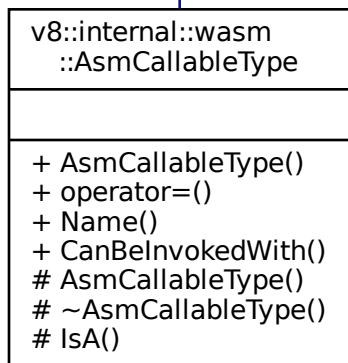 v8::internal::wasm
::AsmCallableType
+ AsmCallableType()
+ operator=()
+ Name()
+ CanBeInvokedWith()
# AsmCallableType()
# ~AsmCallableType()
# IsA()